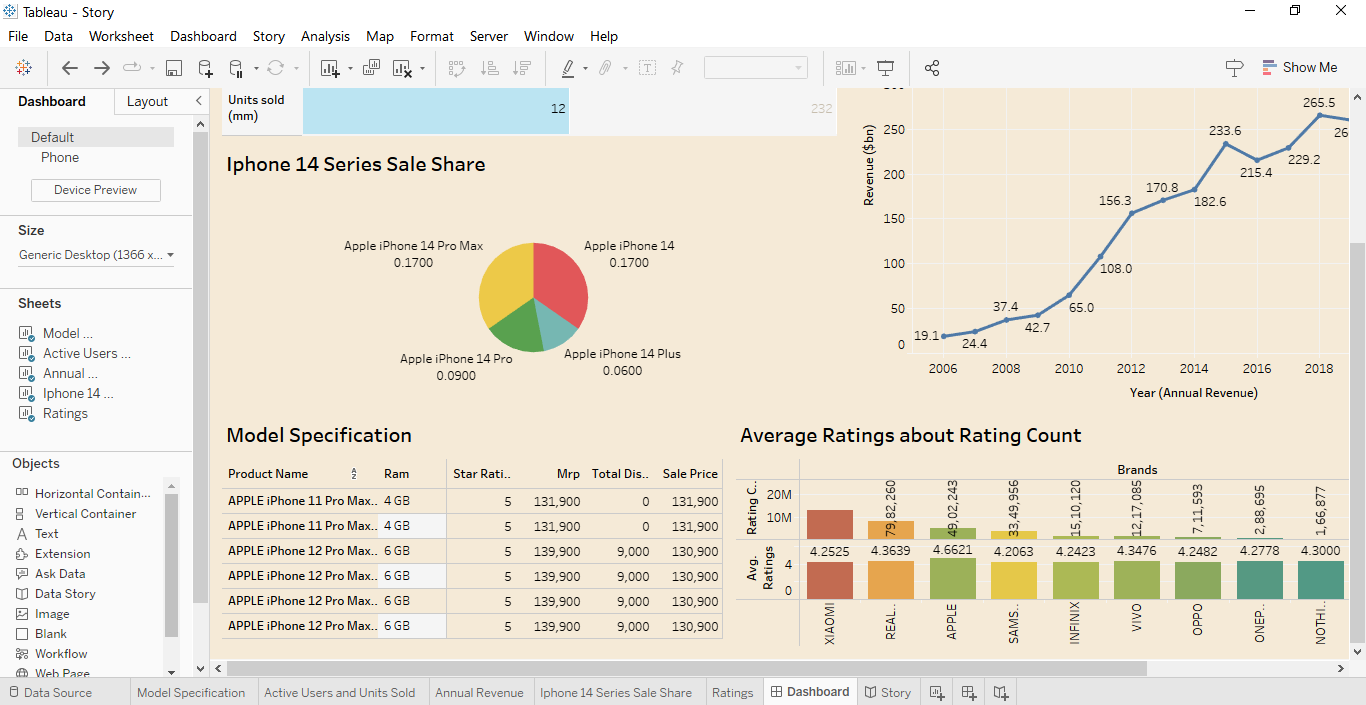 Tableau - Story
File Data Worksheet Dashboard Story Analysis Map Format Server Window Help
Show Me
Dashboard Layout
Default
Phone
Device Preview
Size
Generic Desktop (1366 x...
Sheets
Model ...
Active Users ...
Annual ...
Iphone 14 ...
Ratings
Objects
Horizontal Contain...
Vertical Container
Text
Extension
Ask Data
Data Story
Image
Blank
Workflow
Web Page
Units sold
(mm)
12
232
Iphone 14 Series Sale Share
Apple iPhone 14 Pro Max
0.1700
Apple iPhone 14
0.1700
Apple iPhone 14 Pro
0.0900
Apple iPhone 14 Plus
0.0600
Revenue ($bn)
250
200
150
100
50
0
19.1
24.4
37.4
42.7
65.0
108.0
156.3
170.8
182.6
233.6
215.4
229.2
265.5
26
2006 2008 2010 2012 2014 2016 2018
Year (Annual Revenue)
Model Specification
Product Name Ram Star Rati.. Mrp Total Dis.. Sale Price
APPLE iPhone 11 Pro Max.. 4 GB 5 131,900 0 131,900
APPLE iPhone 11 Pro Max.. 4 GB 5 131,900 0 131,900
APPLE iPhone 12 Pro Max.. 6 GB 5 139,900 9,000 130,900
APPLE iPhone 12 Pro Max.. 6 GB 5 139,900 9,000 130,900
APPLE iPhone 12 Pro Max.. 6 GB 5 139,900 9,000 130,900
APPLE iPhone 12 Pro Max.. 6 GB 5 139,900 9,000 130,900
Average Ratings about Rating Count
Brands
Rating C..
20M
10M
79,82,260 49,02,243 33,49,956 15,10,120 12,17,085 7,11,593 2,88,695 1,66,877
Avg.
Ratings
4
0
4.2525 4.3639 4.6621 4.2063 4.2423 4.3476 4.2482 4.2778 4.3000
XIAOMI REAL.. APPLE SAMS.. INFINIX VIVO OPPO ONEP.. NOTHI..
Data Source Model Specification Active Users and Units Sold Annual Revenue Iphone 14 Series Sale Share Ratings Dashboard Story